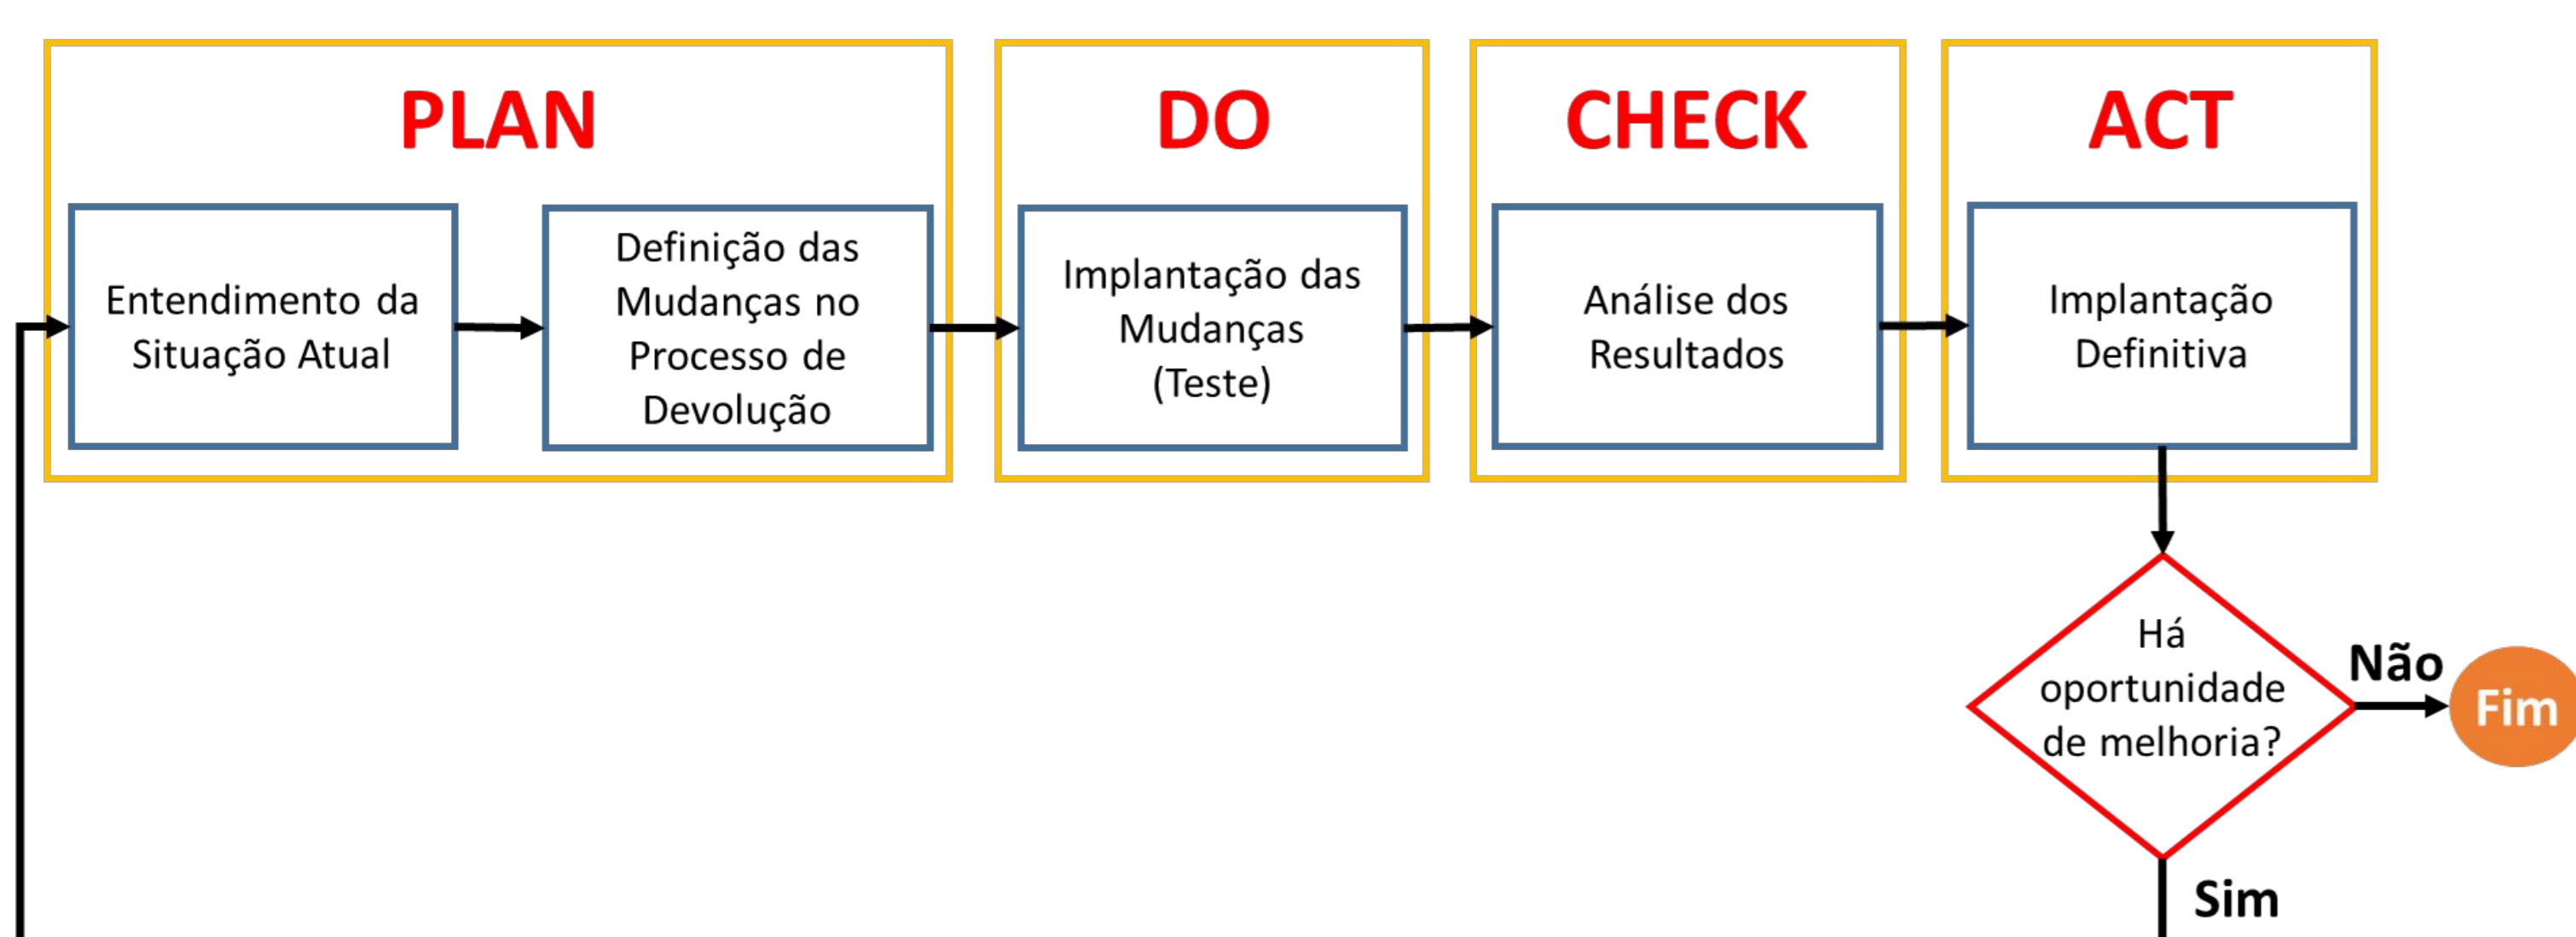 PLAN
DO
CHECK
ACT
Entendimento da
Situação Atual
Definição das
Mudanças no
Processo de
Devolução
Implantação das
Mudanças
(Teste)
Análise dos
Resultados
Implantação
Definitiva
Há
oportunidade
de melhoria?
Não
Fim
Sim